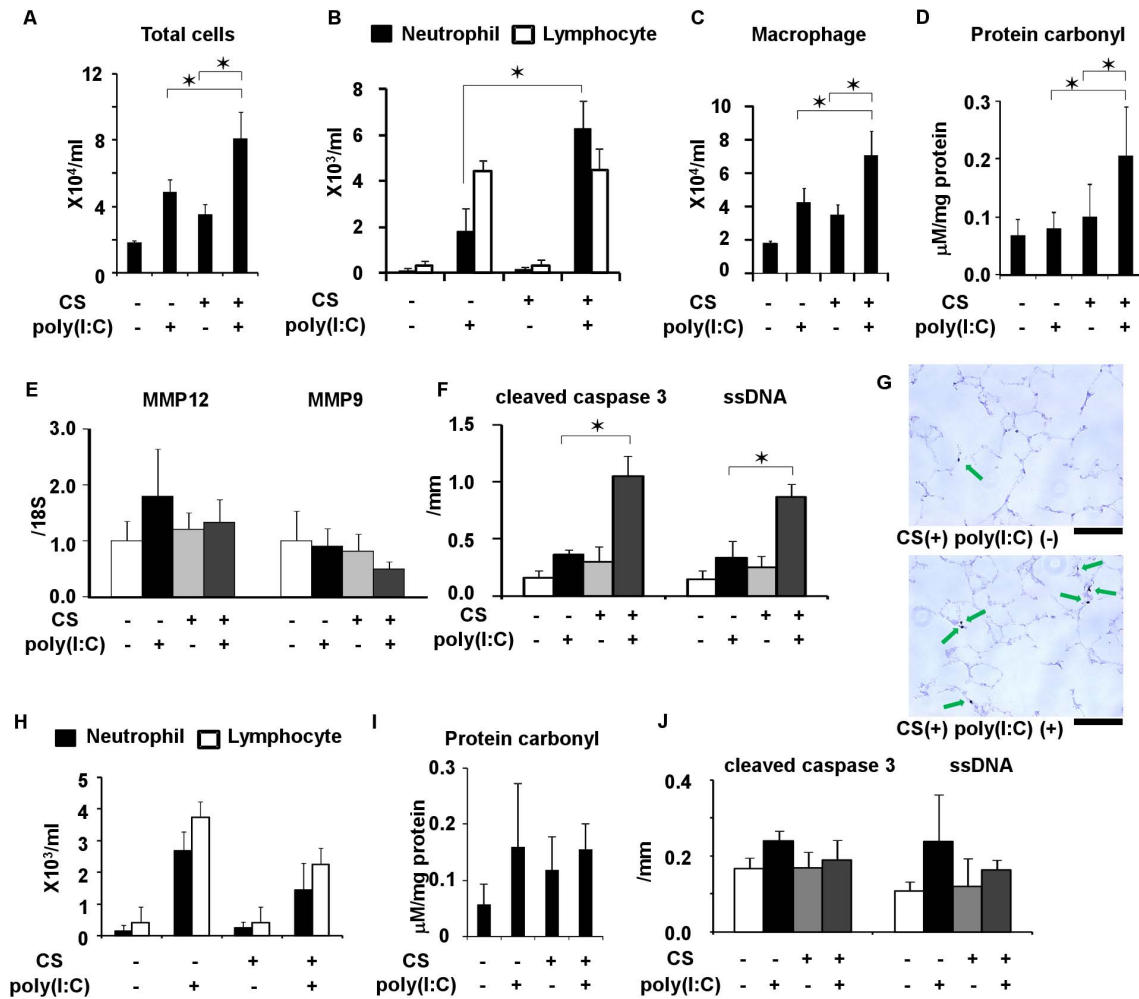 A
Total cells
12
8
4
0
X10⁴/ml
CS - - + +
poly(I:C) - + - +
B
Neutrophil Lymphocyte
8
6
4
2
0
X10³/ml
CS - - + +
poly(I:C) - + - +
C
Macrophage
10
8
6
4
2
0
X10⁴/ml
CS - - + +
poly(I:C) - + - +
D
Protein carbonyl
0.3
0.2
0.1
0.0
μM/mg protein
CS - - + +
poly(I:C) - + - +
E
MMP12 MMP9
3.0
2.0
1.0
0.0
/18S
CS - - + + - - + +
poly(I:C) - + - + - + - +
F
cleaved caspase 3 ssDNA
1.5
1.0
0.5
0.0
/mm
CS - - + + - - + +
poly(I:C) - + - + - + - +
G
CS(+) poly(I:C) (-)
CS(+) poly(I:C) (+)
H
Neutrophil Lymphocyte
5
4
3
2
1
0
X10³/ml
CS - - + +
poly(I:C) - + - +
I
Protein carbonyl
0.3
0.2
0.1
0
μM/mg protein
CS - - + +
poly(I:C) - + - +
J
cleaved caspase 3 ssDNA
0.4
0.2
0.0
/mm
CS - - + + - - + +
poly(I:C) - + - + - + - +